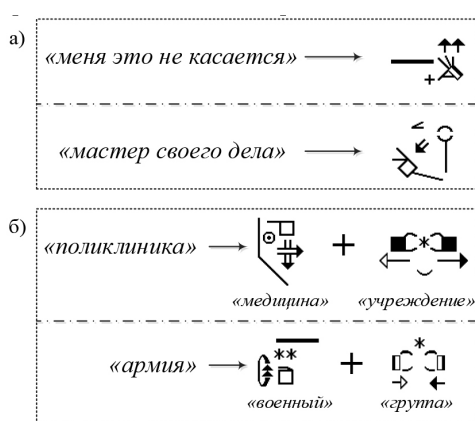 а)
«меня это не касается»
«мастер своего дела»
б)
«поликлиника» +
«медицина» «учреждение»
«армия» +
«военный» «группа»